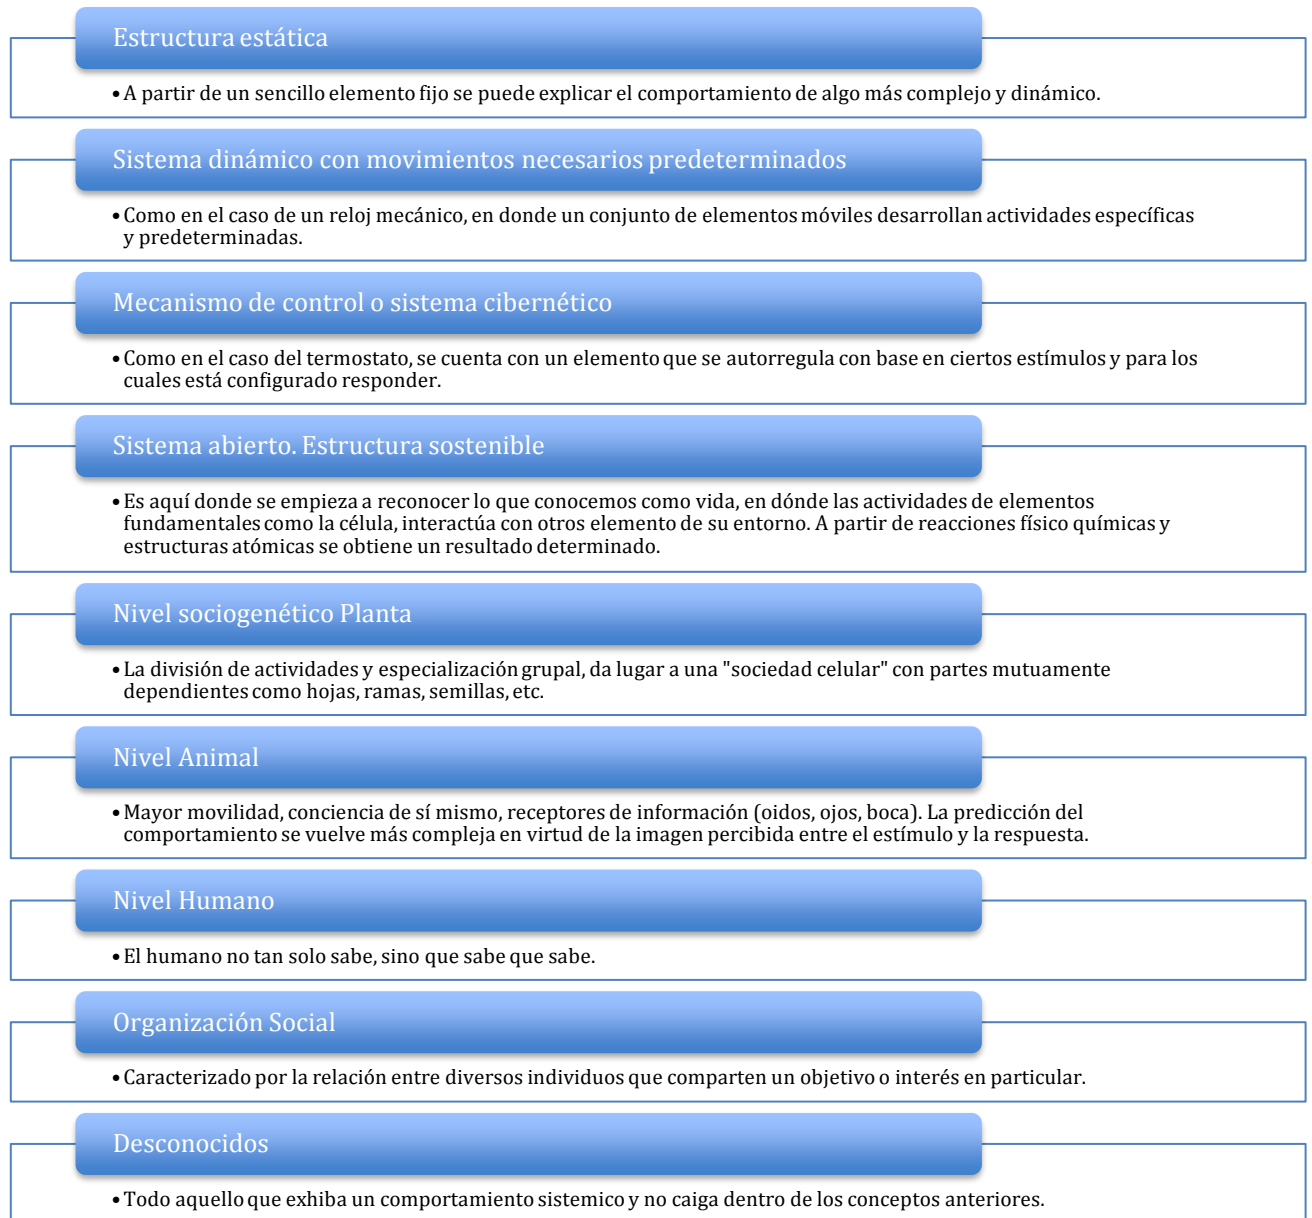 Estructura estática
•A partir de un sencillo elemento fijo se puede explicar el comportamiento de algo más complejo y dinámico.
Sistema dinámico con movimientos necesarios predeterminados
•Como en el caso de un reloj mecánico, en donde un conjunto de elementos móviles desarrollan actividades específicas
y predeterminadas.
Mecanismo de control o sistema cibernético
•Como en el caso del termostato, se cuenta con un elemento que se autorregula con base en ciertos estímulos y para los
cuales está configurado responder.
Sistema abierto. Estructura sostenible
•Es aquí donde se empieza a reconocer lo que conocemos como vida, en dónde las actividades de elementos
fundamentales como la célula, interactúa con otros elemento de su entorno. A partir de reacciones físico químicas y
estructuras atómicas se obtiene un resultado determinado.
Nivel sociogenético Planta
•La división de actividades y especialización grupal, da lugar a una "sociedad celular" con partes mutuamente
dependientes como hojas, ramas, semillas, etc.
Nivel Animal
•Mayor movilidad, conciencia de sí mismo, receptores de información (oidos, ojos, boca). La predicción del
comportamiento se vuelve más compleja en virtud de la imagen percibida entre el estímulo y la respuesta.
Nivel Humano
•El humano no tan solo sabe, sino que sabe que sabe.
Organización Social
•Caracterizado por la relación entre diversos individuos que comparten un objetivo o interés en particular.
Desconocidos
•Todo aquello que exhiba un comportamiento sistemico y no caiga dentro de los conceptos anteriores.